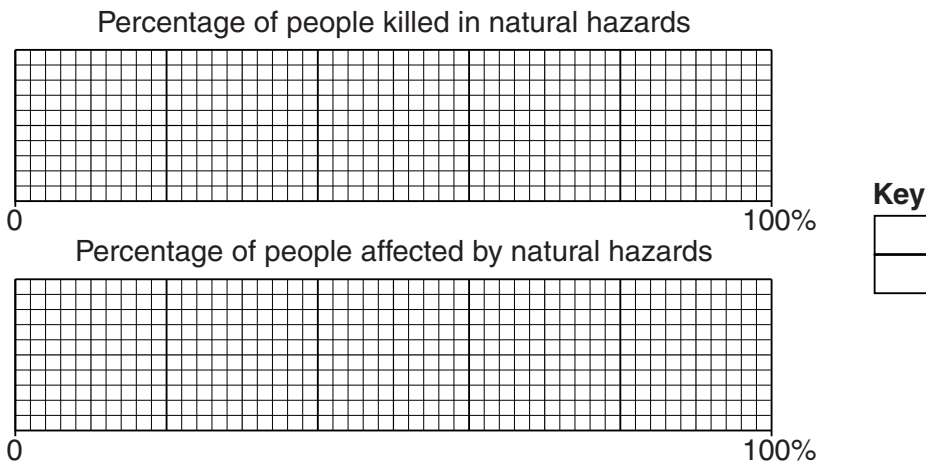 Percentage of people killed in natural hazards
0 100%
Key
Percentage of people affected by natural hazards
0 100%